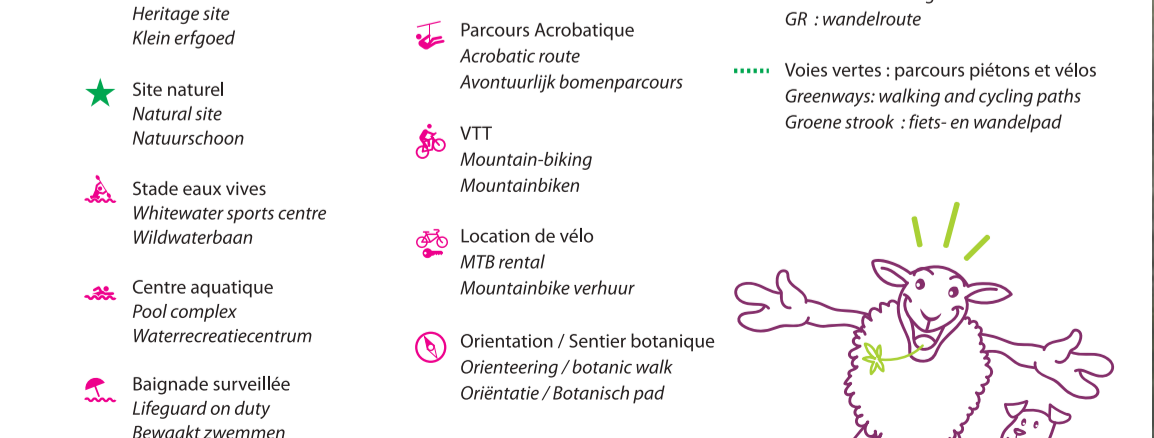 Heritage site
Klein erfgoed
Site naturel
Natural site
Natuurschoon
Stade eaux vives
Whitewater sports centre
Wildwaterbaan
Centre aquatique
Pool complex
Waterrecreatiecentrum
Baignade surveillée
Lifeguard on duty
Bewaakt zwemmen
Parcours Acrobatique
Acrobatic route
Avontuurlijk bomenparcours
VTT
Mountain-biking
Mountainbiken
Location de vélo
MTB rental
Mountainbike verhuur
Orientation / Sentier botanique
Orienteering / botanic walk
Oriëntatie / Botanisch pad
GR : wandelroute
Voies vertes : parcours piétons et vélos
Greenways: walking and cycling paths
Groene strook : fiets- en wandelpad